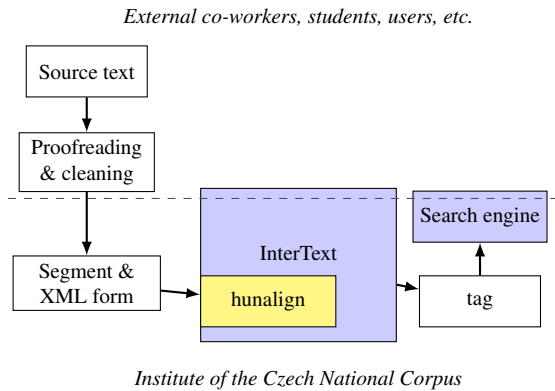 External co-workers, students, users, etc.
Source text
Proofreading
& cleaning
Search engine
InterText
Segment &
XML form
hunalign
tag
Institute of the Czech National Corpus